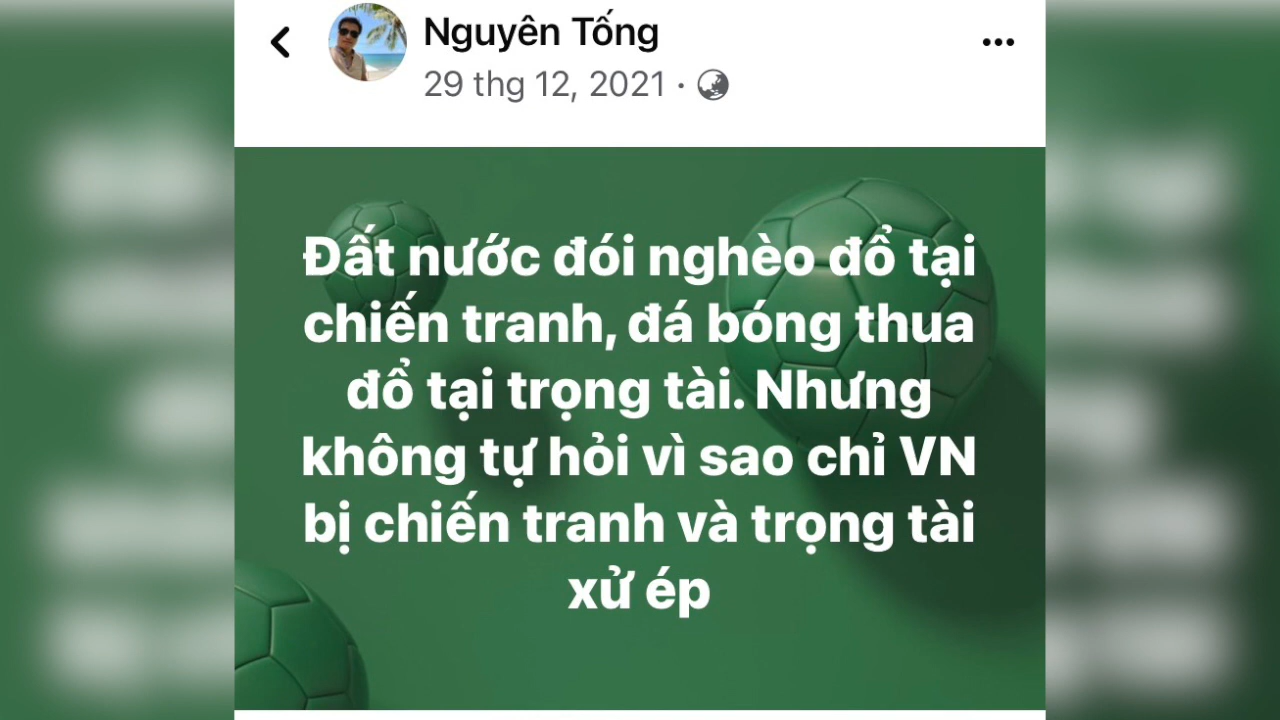 Nguyên Tống
29 thg 12, 2021 ·
Đất nước đói nghèo đổ tại
chiến tranh, đá bóng thua
đổ tại trọng tài. Nhưng
không tự hỏi vì sao chỉ VN
bị chiến tranh và trọng tài
xử ép